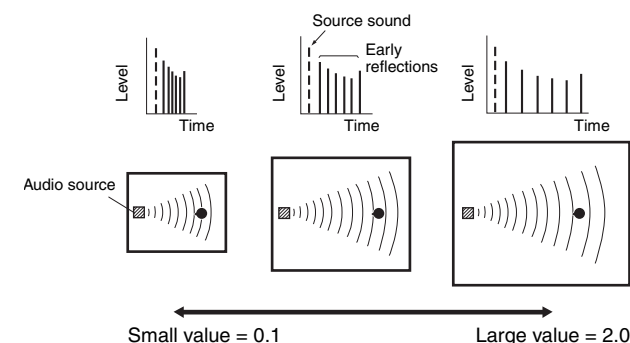 Source sound
Level
Time
Level
Early
reflections
Time
Level
Time
Audio source
Small value = 0.1
Large value = 2.0